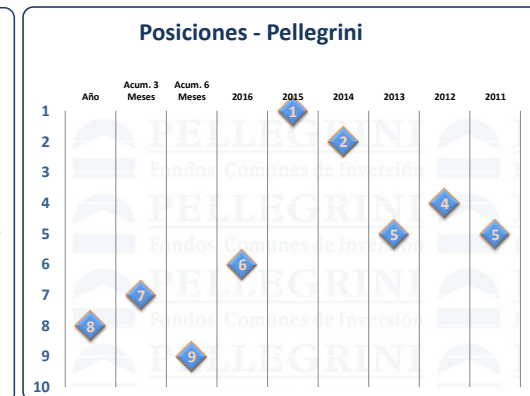 Posiciones - Pellegrini
Año
Acum. 3 Meses
Acum. 6 Meses
2016
2015
2014
2013
2012
2011
1
2
3
4
5
6
7
8
9
10
8
7
9
6
1
2
5
4
5
PELLEGRINI
Fondos Comunes de Inversión
PELLEGRINI
Fondos Comunes de Inversión
PELLEGRINI
Fondos Comunes de Inversión
PELLEGRINI